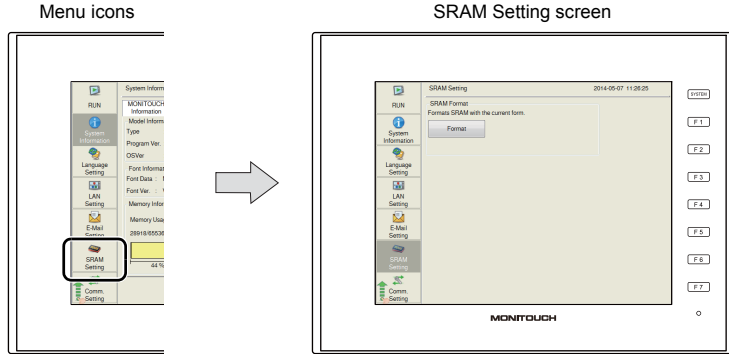 Menu icons
SRAM Setting screen
System Inform
RUN
MONITOUCH
Information
Model Inform
Type
System
Information
Program Ver.
OSVer
Language
Setting
Font Informat
Font Data :
Font Ver. :
LAN
Setting
Memory Infor
Memory Usa
E-Mail
Setting
28918/65536
SRAM
Setting
44 %
Comm.
Setting
SRAM Setting
2014-05-07 11:26:25
RUN
SRAM Format
Formats SRAM with the current form.
Format
System
Information
Language
Setting
LAN
Setting
E-Mail
Setting
SRAM
Setting
Comm.
Setting
SYSTEM
F 1
F 2
F 3
F 4
F 5
F 6
F 7
MONITOUCH